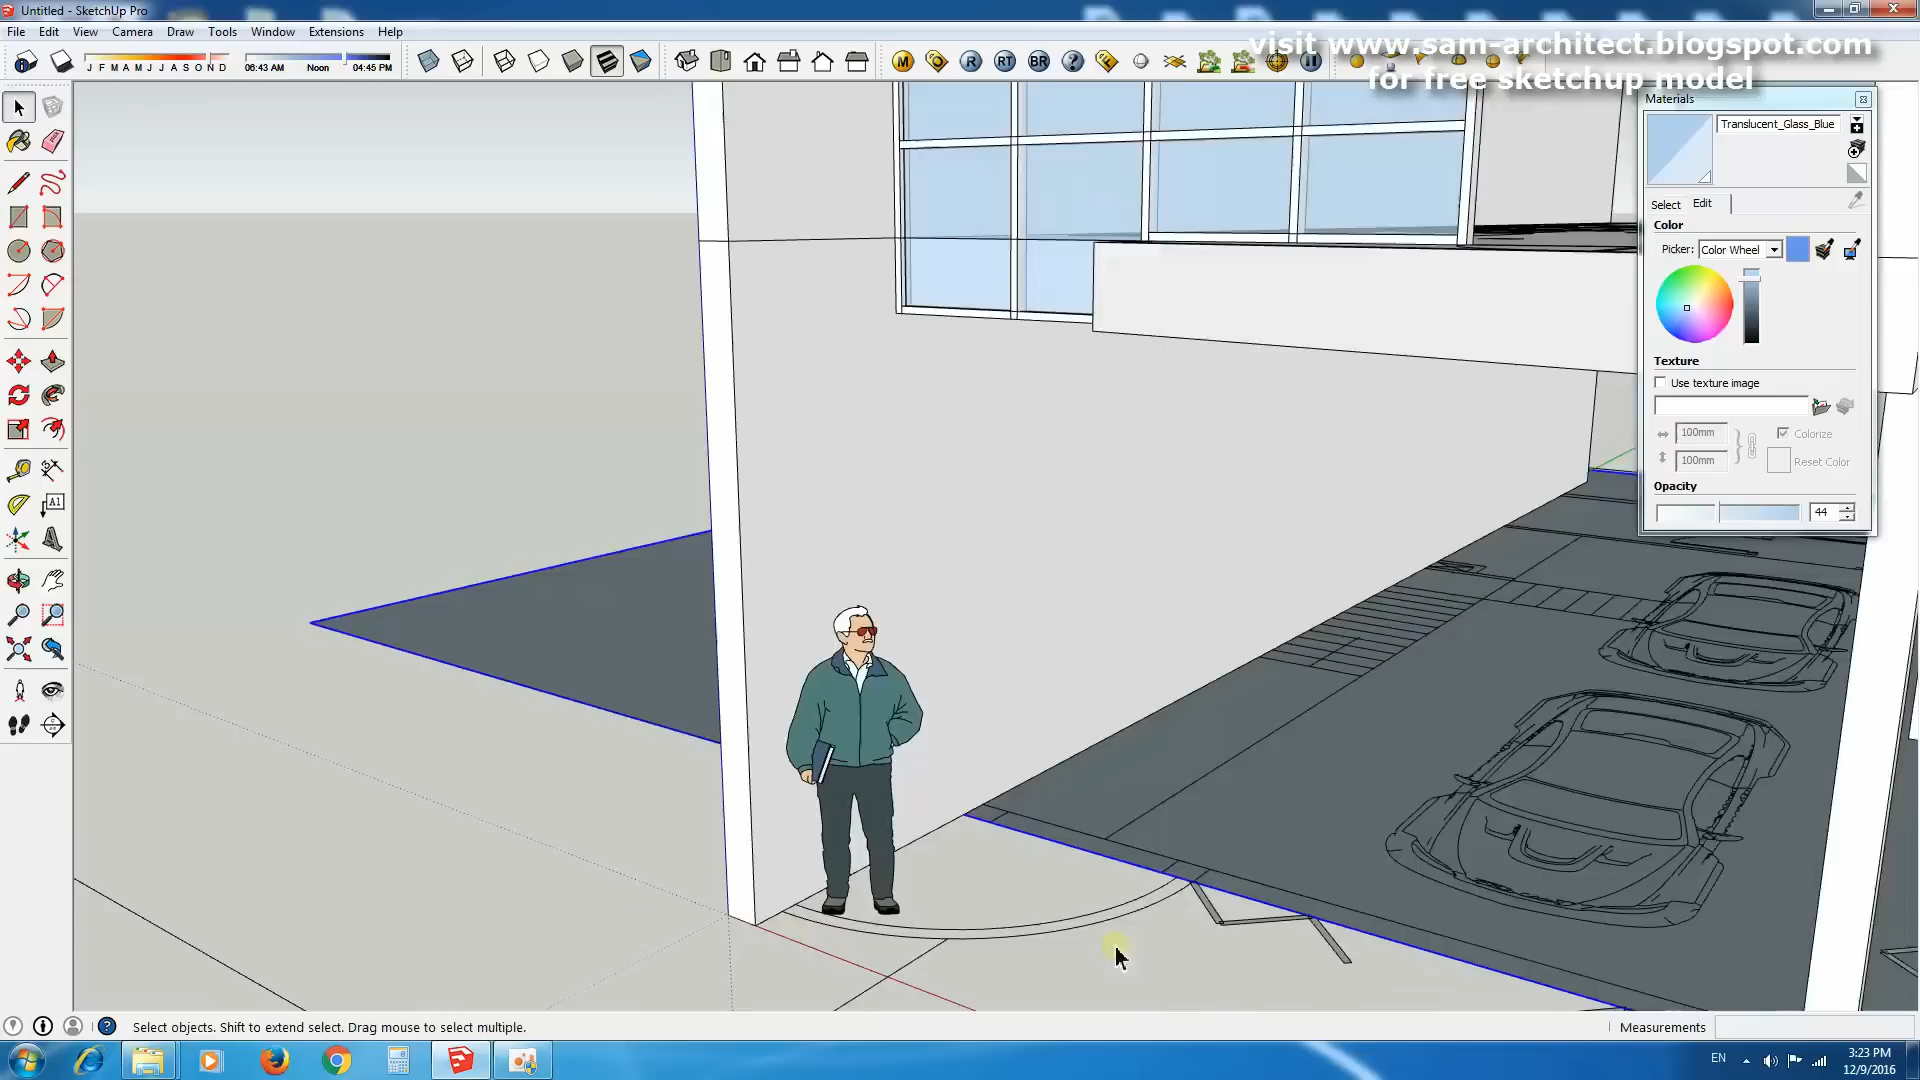 Untitled - SketchUp Pro
File Edit View Camera Draw Tools Window Extensions Help
visit www.sam-architect.blogspot.com
for free sketchup model
J F M A M J J A S O N D
06:43 AM Noon 04:45 PM
M R RT BR ?
Materials
Translucent_Glass_Blue
Select Edit
Color
Picker: Color Wheel
Texture
Use texture image
100mm
Colorize
100mm
Reset Color
Opacity
44
A1
Select objects. Shift to extend select. Drag mouse to select multiple.
Measurements
EN
3:23 PM
12/9/2016